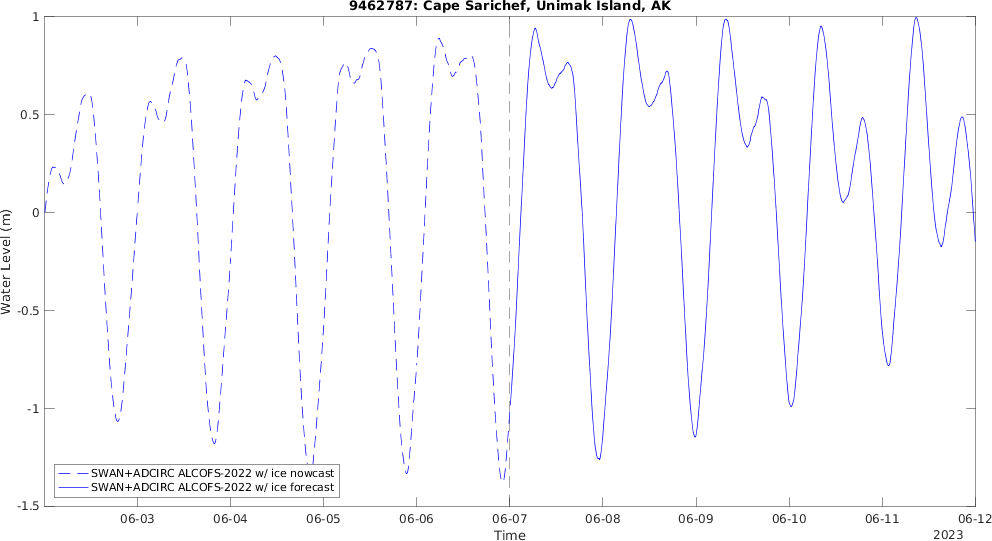 9462787: Cape Sarichef, Unimak Island, AK
1
0.5
0
-0.5
-1
-1.5
Water Level (m)
SWAN+ADCIRC ALCOFS-2022 w/ ice nowcast
SWAN+ADCIRC ALCOFS-2022 w/ ice forecast
06-03 06-04 06-05 06-06 06-07 06-08 06-09 06-10 06-11 06-12
Time
2023